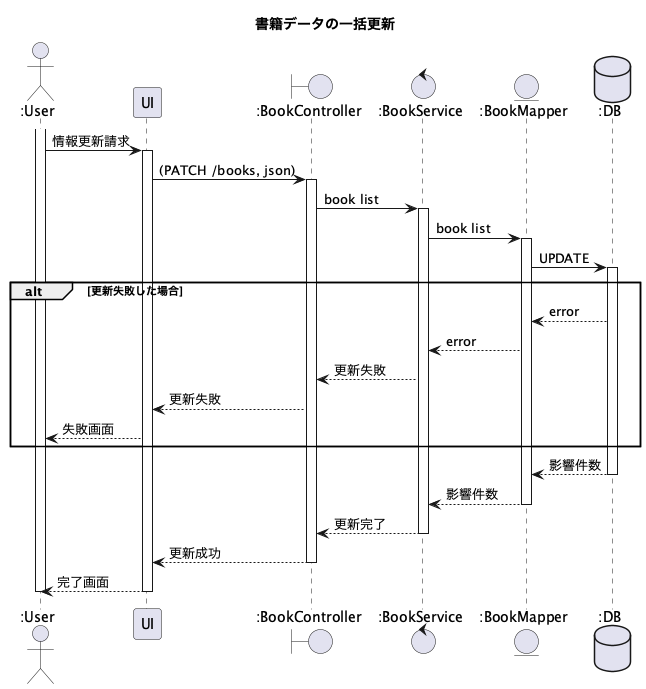 書籍データの一括更新
:User
UI
:BookController
:BookService
:BookMapper
:DB
情報更新請求
(PATCH /books, json)
book list
book list
UPDATE
alt
[更新失敗した場合]
error
error
更新失敗
更新失敗
失敗画面
影響件数
影響件数
更新完了
更新成功
完了画面
:User
UI
:BookController
:BookService
:BookMapper
:DB